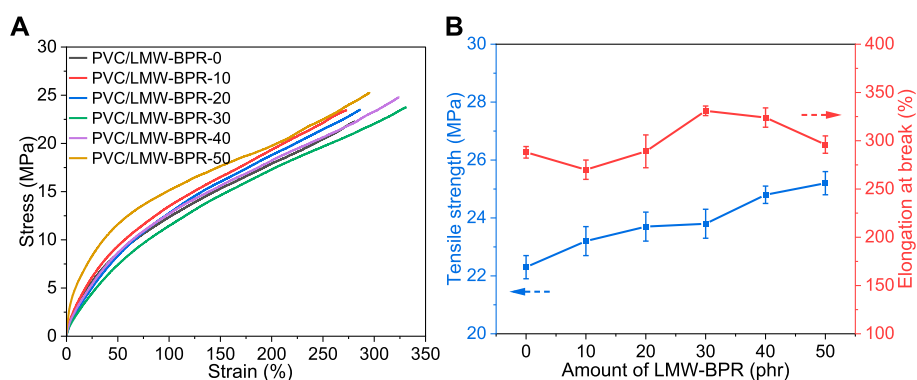 A
Stress (MPa)
30
25
20
15
10
5
0
PVC/LMW-BPR-0
PVC/LMW-BPR-10
PVC/LMW-BPR-20
PVC/LMW-BPR-30
PVC/LMW-BPR-40
PVC/LMW-BPR-50
0 50 100 150 200 250 300 350
Strain (%)
B
Tensile strength (MPa)
30
28
26
24
22
20
400
350
300
250
200
150
100
Elongation at break (%)
0 10 20 30 40 50
Amount of LMW-BPR (phr)